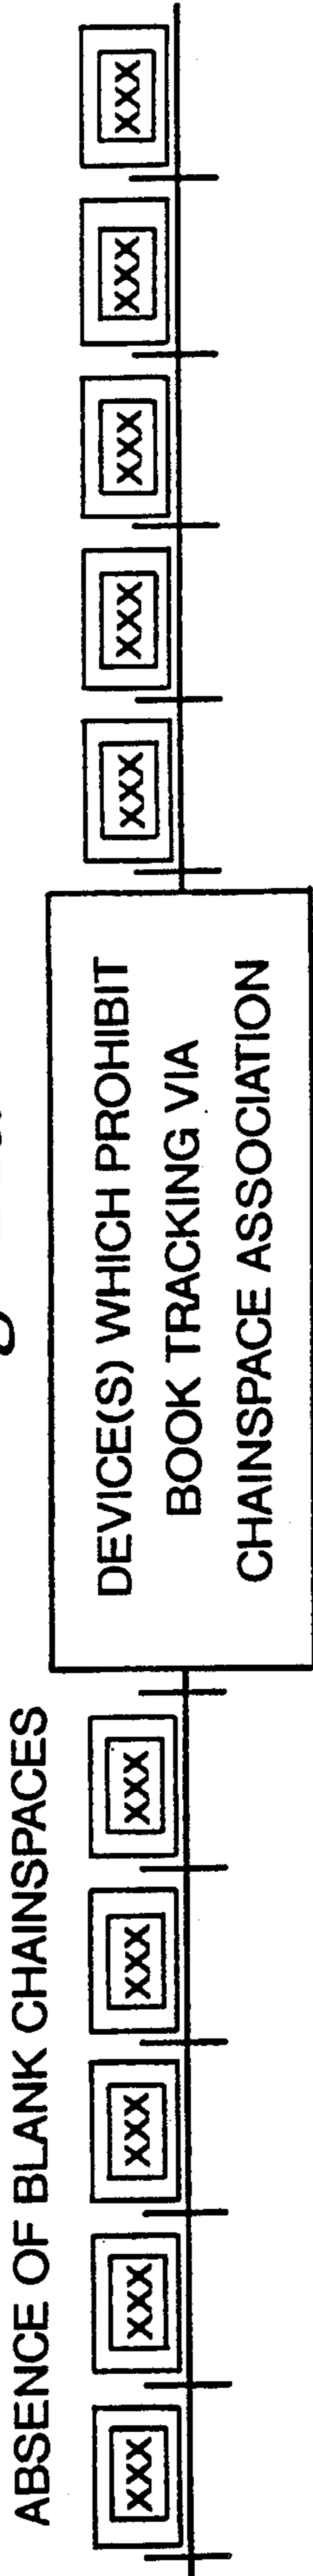 ABSENCE OF BLANK CHAINSPACES
XXX XXX XXX XXX XXX
DEVICE(S) WHICH PROHIBIT
BOOK TRACKING VIA
CHAINSPACE ASSOCIATION
XXX XXX XXX XXX XXX